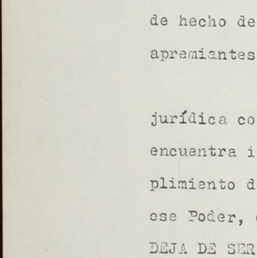 de hecho de
apremiantes
jurídica co
encuentra i
plimiento d
ese Poder,
DEJA DE SER